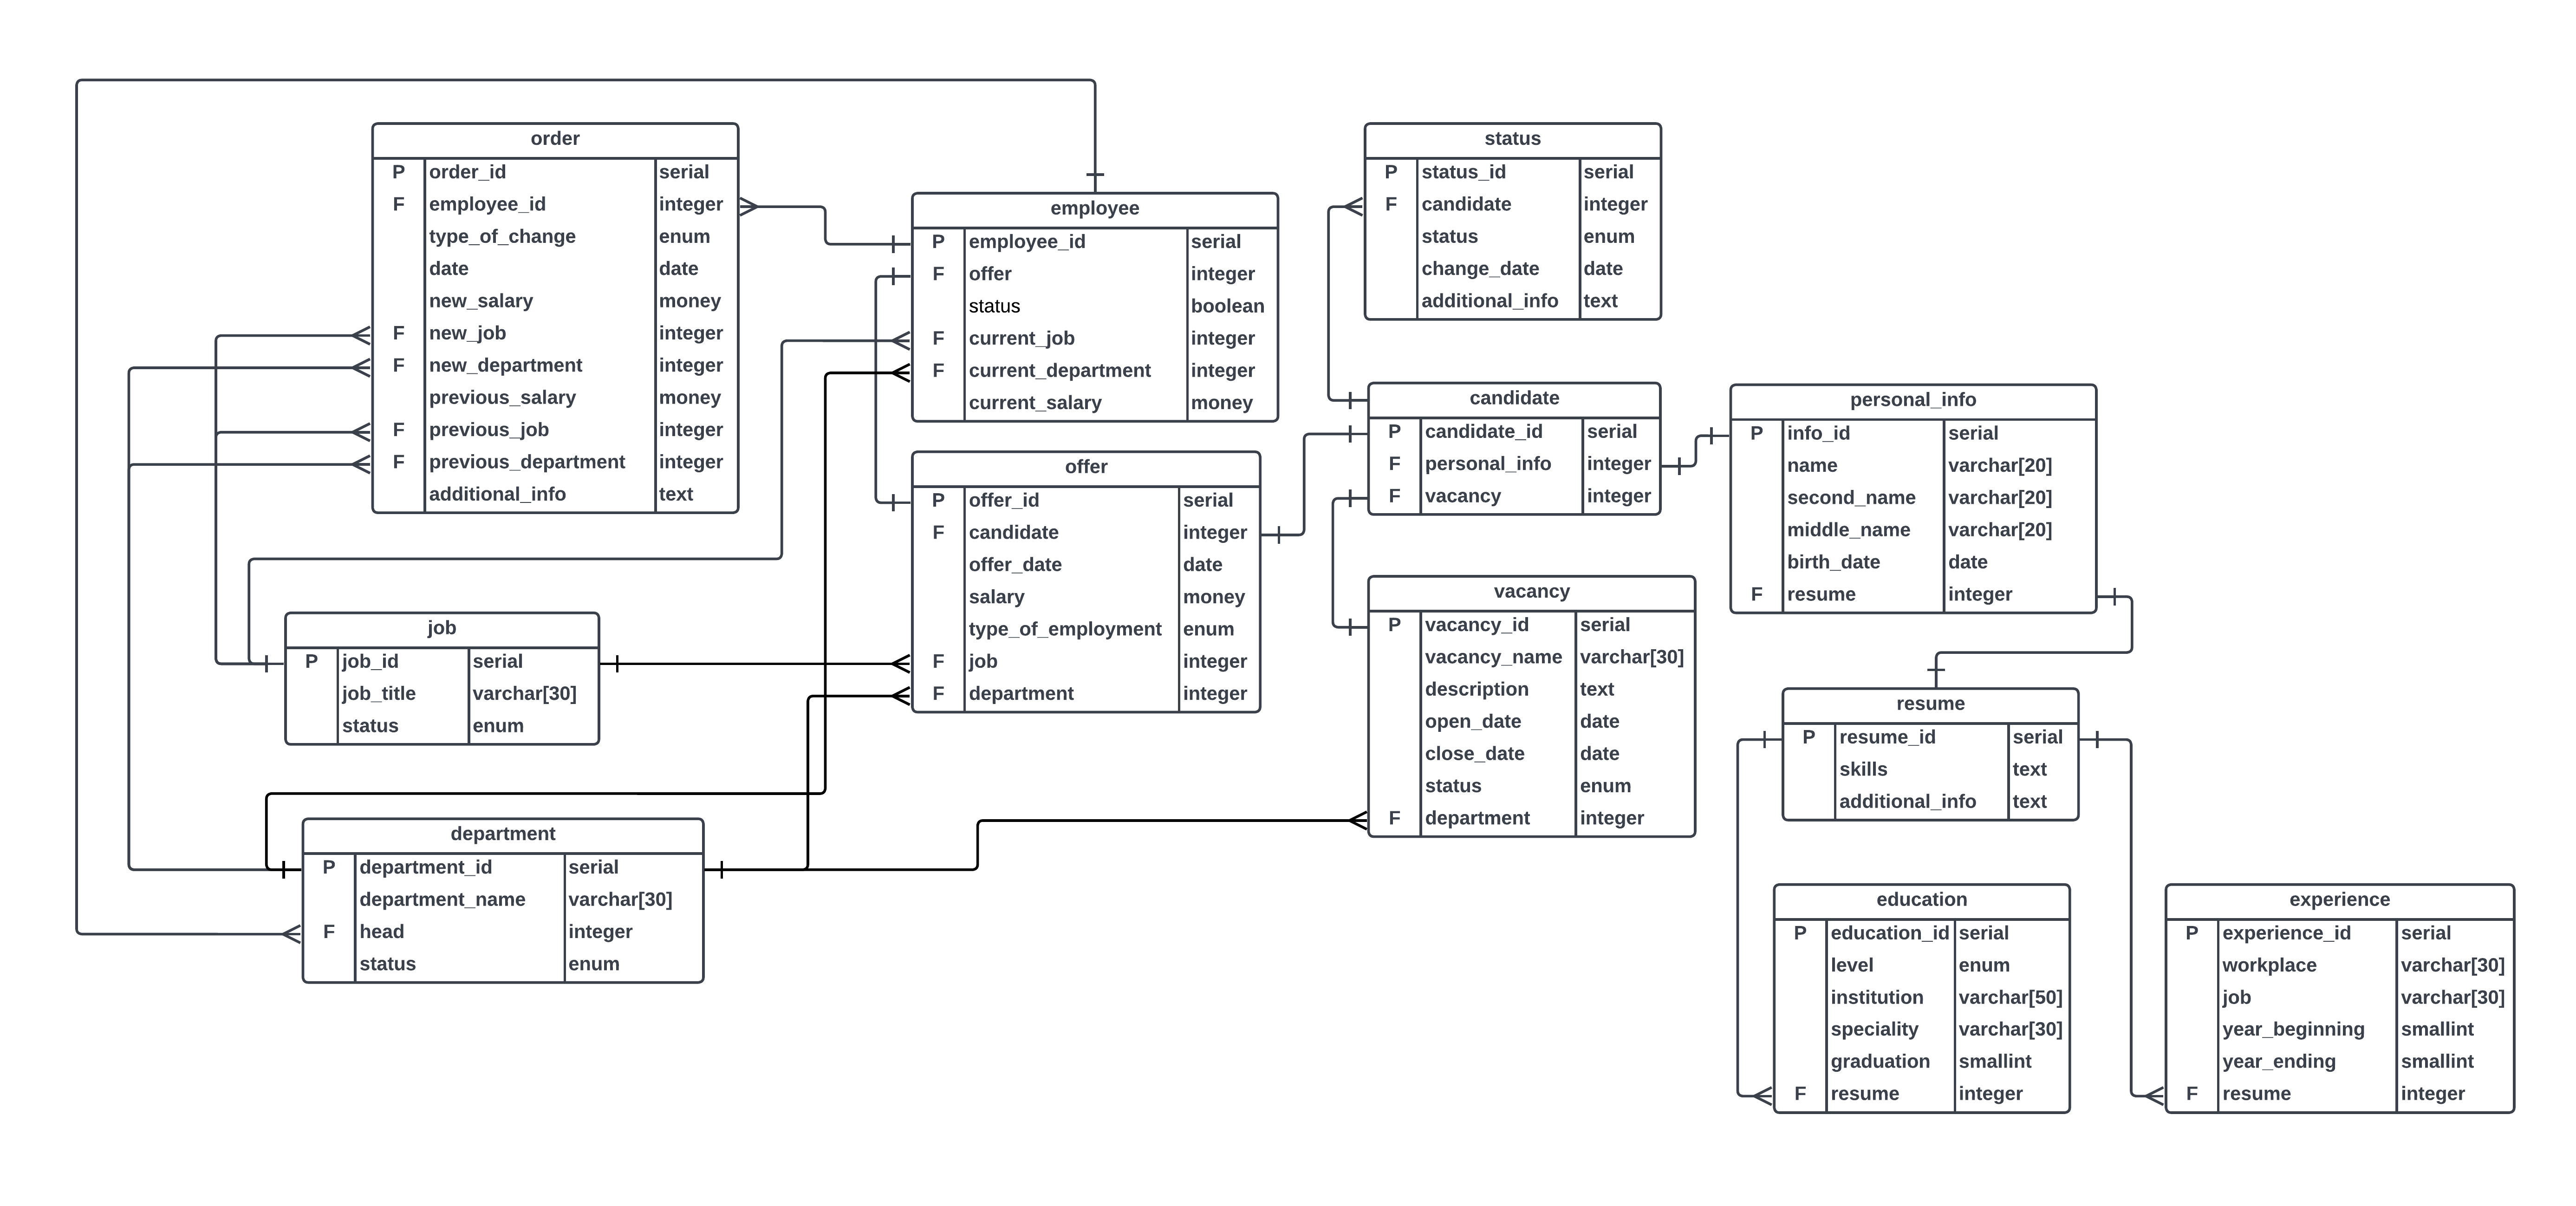 order
P order_id serial
F employee_id integer
type_of_change enum
date date
new_salary money
F new_job integer
F new_department integer
previous_salary money
F previous_job integer
F previous_department integer
additional_info text
employee
P employee_id serial
F offer integer
status boolean
F current_job integer
F current_department integer
current_salary money
status
P status_id serial
F candidate integer
status enum
change_date date
additional_info text
candidate
P candidate_id serial
F personal_info integer
F vacancy integer
personal_info
P info_id serial
name varchar[20]
second_name varchar[20]
middle_name varchar[20]
birth_date date
F resume integer
offer
P offer_id serial
F candidate integer
offer_date date
salary money
type_of_employment enum
F job integer
F department integer
vacancy
P vacancy_id serial
vacancy_name varchar[30]
description text
open_date date
close_date date
status enum
F department integer
job
P job_id serial
job_title varchar[30]
status enum
resume
P resume_id serial
skills text
additional_info text
department
P department_id serial
department_name varchar[30]
F head integer
status enum
education
P education_id serial
level enum
institution varchar[50]
speciality varchar[30]
graduation smallint
F resume integer
experience
P experience_id serial
workplace varchar[30]
job varchar[30]
year_beginning smallint
year_ending smallint
F resume integer